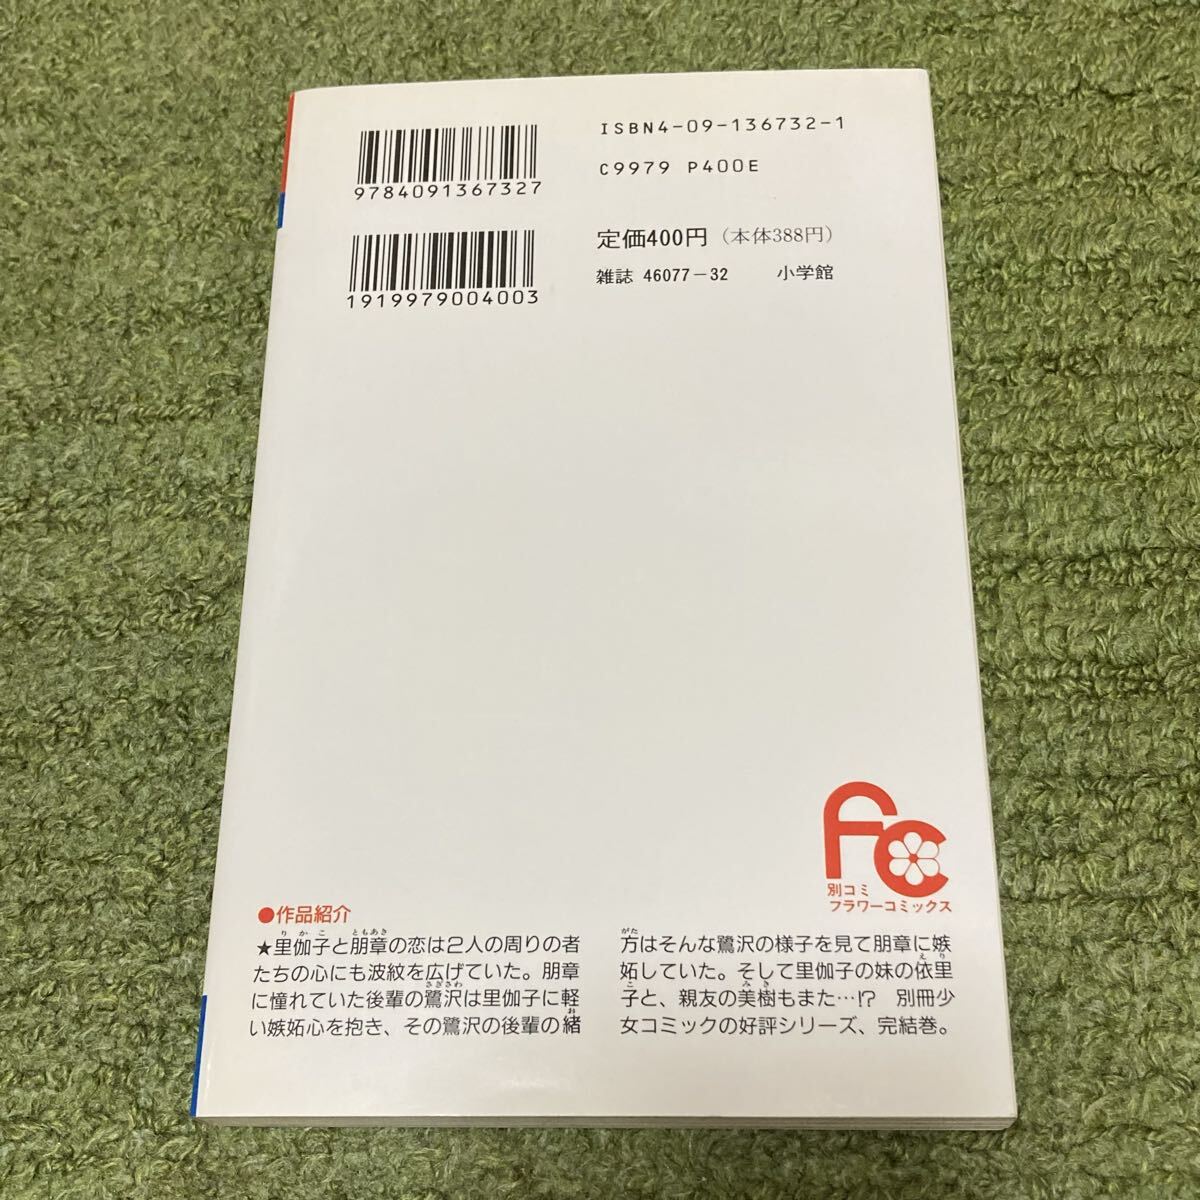 9784091367327
1919979004003
ISBN4-09-136732-1
C9979 P400E
定価400円（本体388円）
雑誌 46077-32 小学館
FC
別コミ
フラワーコミックス
●作品紹介
★里伽子と朋章の恋は2人の周りの者
たちの心にも波紋を広げていた。朋章
に憧れていた後輩の鷺沢は里伽子に軽
い嫉妬心を抱き、その鷺沢の後輩の緒
方はそんな鷺沢の様子を見て朋章に嫉
妬していた。そして里伽子の妹の依里
子と、親友の美樹もまた…!? 別冊少
女コミックの好評シリーズ、完結巻。